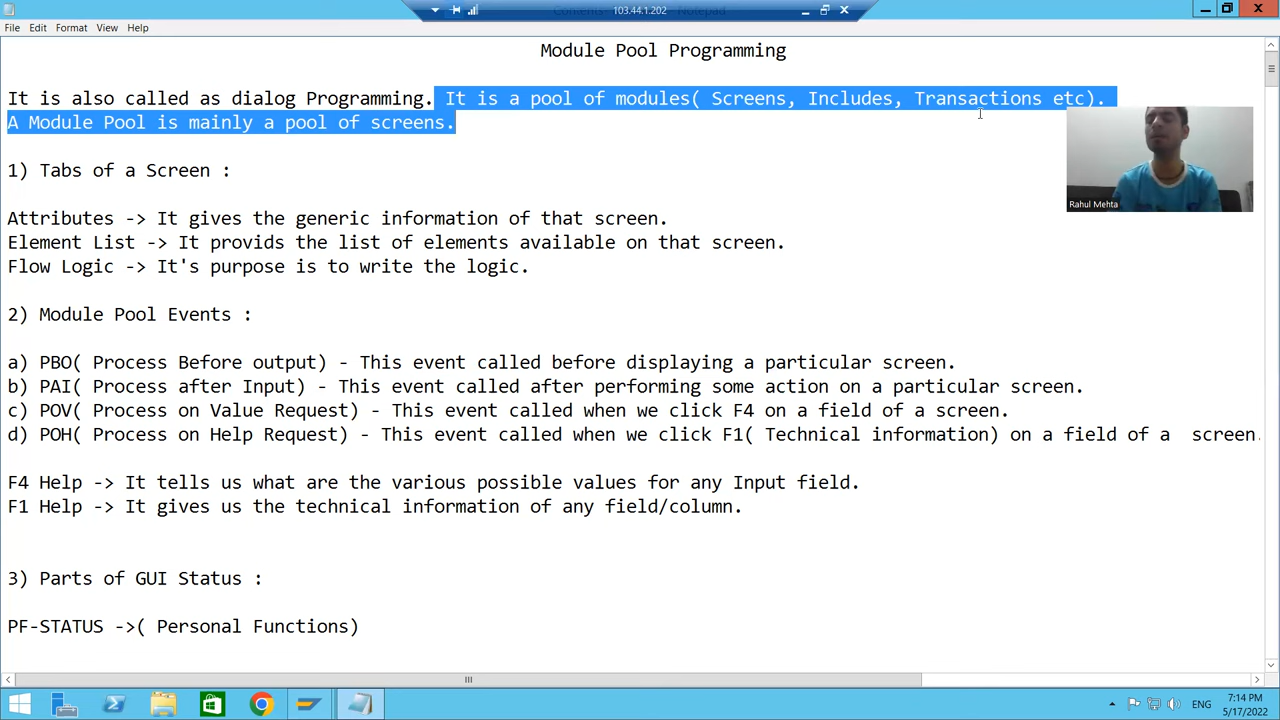 103.44.1.202
File Edit Format View Help
Module Pool Programming
It is also called as dialog Programming. It is a pool of modules( Screens, Includes, Transactions etc).
A Module Pool is mainly a pool of screens.
Rahul Mehta
1) Tabs of a Screen :
Attributes -> It gives the generic information of that screen.
Element List -> It provids the list of elements available on that screen.
Flow Logic -> It's purpose is to write the logic.
2) Module Pool Events :
a) PBO( Process Before output) - This event called before displaying a particular screen.
b) PAI( Process after Input) - This event called after performing some action on a particular screen.
c) POV( Process on Value Request) - This event called when we click F4 on a field of a screen.
d) POH( Process on Help Request) - This event called when we click F1( Technical information) on a field of a  screen.
F4 Help -> It tells us what are the various possible values for any Input field.
F1 Help -> It gives us the technical information of any field/column.
3) Parts of GUI Status :
PF-STATUS ->( Personal Functions)
ENG
7:14 PM
5/17/2022